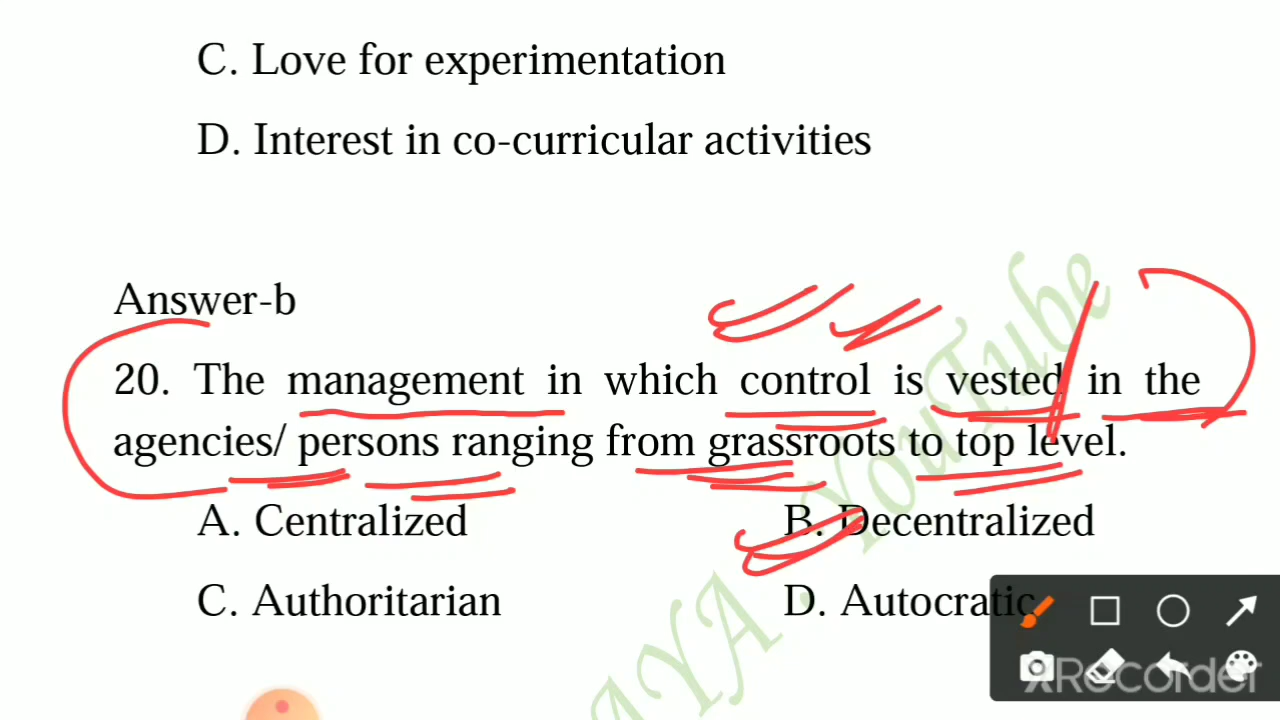 C. Love for experimentation
D. Interest in co-curricular activities
Answer-b
20. The management in which control is vested in the
agencies/ persons ranging from grassroots to top level.
A. Centralized B. Decentralized
C. Authoritarian D. Autocratic
AYA . YouTube
XRecorder